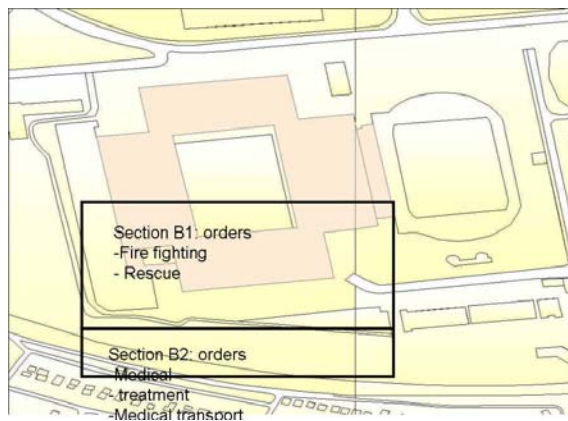 Section B1: orders
-Fire fighting
- Rescue
Section B2: orders
-Medical
- treatment
-Medical transport